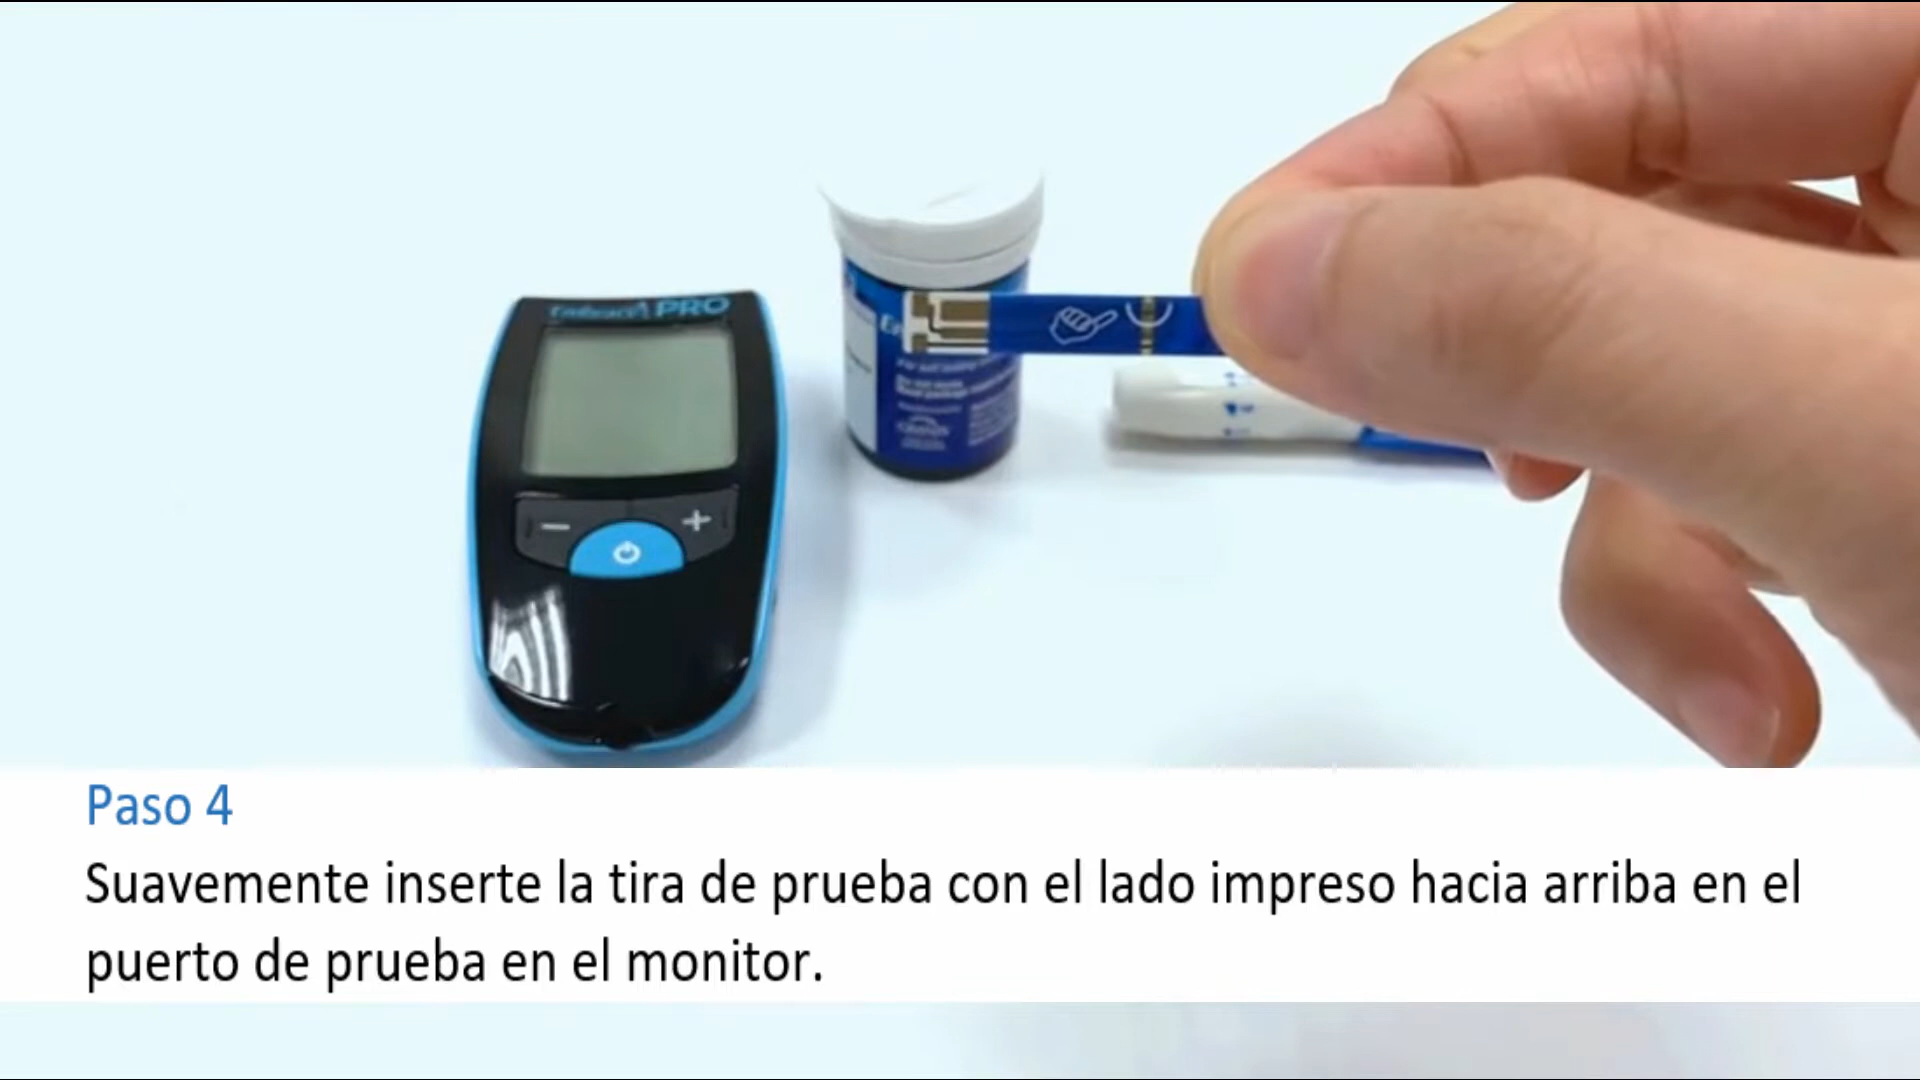 Embrace PRO
Paso 4
Suavemente inserte la tira de prueba con el lado impreso hacia arriba en el
puerto de prueba en el monitor.